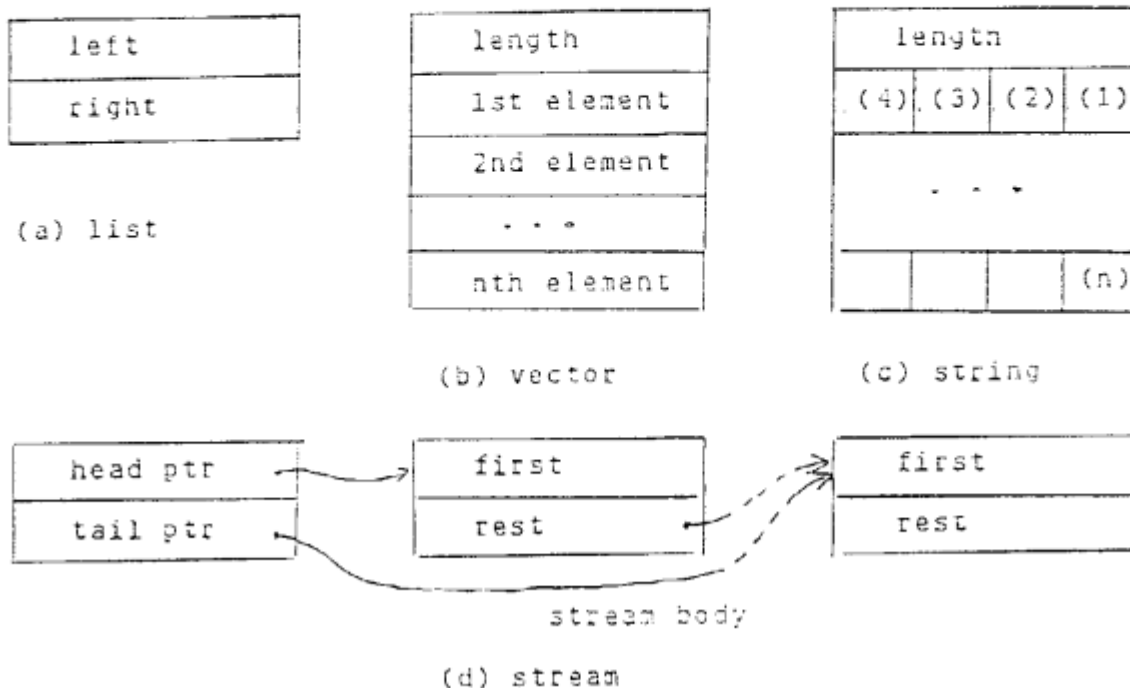 left
right
(a) list
length
1st element
2nd element
. . .
nth element
(b) vector
length
(4) (3) (2) (1)
. . .
(n)
(c) string
head ptr
tail ptr
first
rest
first
rest
stream body
(d) stream